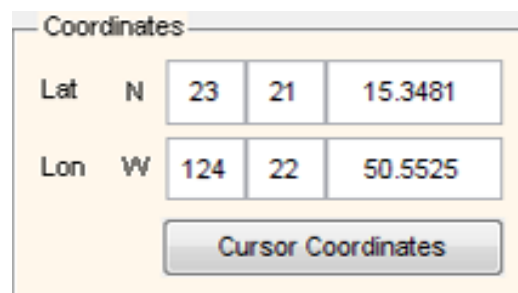 Coordinates
Lat N 23 21 15.3481
Lon W 124 22 50.5525
Cursor Coordinates